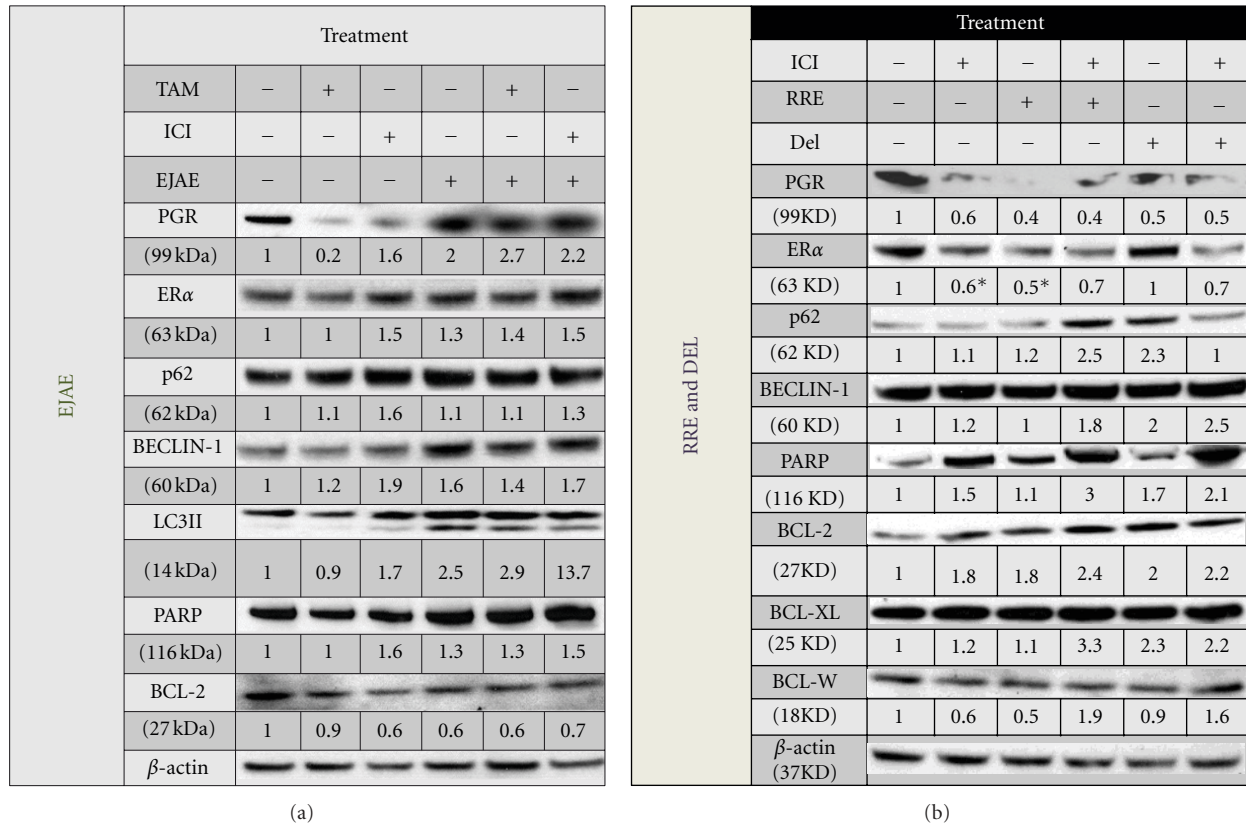 EJAE
Treatment
TAM − + − − + −
ICI − − + − − +
EJAE − − − + + +
PGR
(99 kDa) 1 0.2 1.6 2 2.7 2.2
ERα
(63 kDa) 1 1 1.5 1.3 1.4 1.5
p62
(62 kDa) 1 1.1 1.6 1.1 1.1 1.3
BECLIN-1
(60 kDa) 1 1.2 1.9 1.6 1.4 1.7
LC3II
(14 kDa) 1 0.9 1.7 2.5 2.9 13.7
PARP
(116 kDa) 1 1 1.6 1.3 1.3 1.5
BCL-2
(27 kDa) 1 0.9 0.6 0.6 0.6 0.7
β-actin
(a)
RRE and DEL
Treatment
ICI − + − + − +
RRE − − + + − −
Del − − − − + +
PGR
(99KD) 1 0.6 0.4 0.4 0.5 0.5
ERα
(63 KD) 1 0.6* 0.5* 0.7 1 0.7
p62
(62 KD) 1 1.1 1.2 2.5 2.3 1
BECLIN-1
(60 KD) 1 1.2 1 1.8 2 2.5
PARP
(116 KD) 1 1.5 1.1 3 1.7 2.1
BCL-2
(27KD) 1 1.8 1.8 2.4 2 2.2
BCL-XL
(25 KD) 1 1.2 1.1 3.3 2.3 2.2
BCL-W
(18KD) 1 0.6 0.5 1.9 0.9 1.6
β-actin
(37KD)
(b)